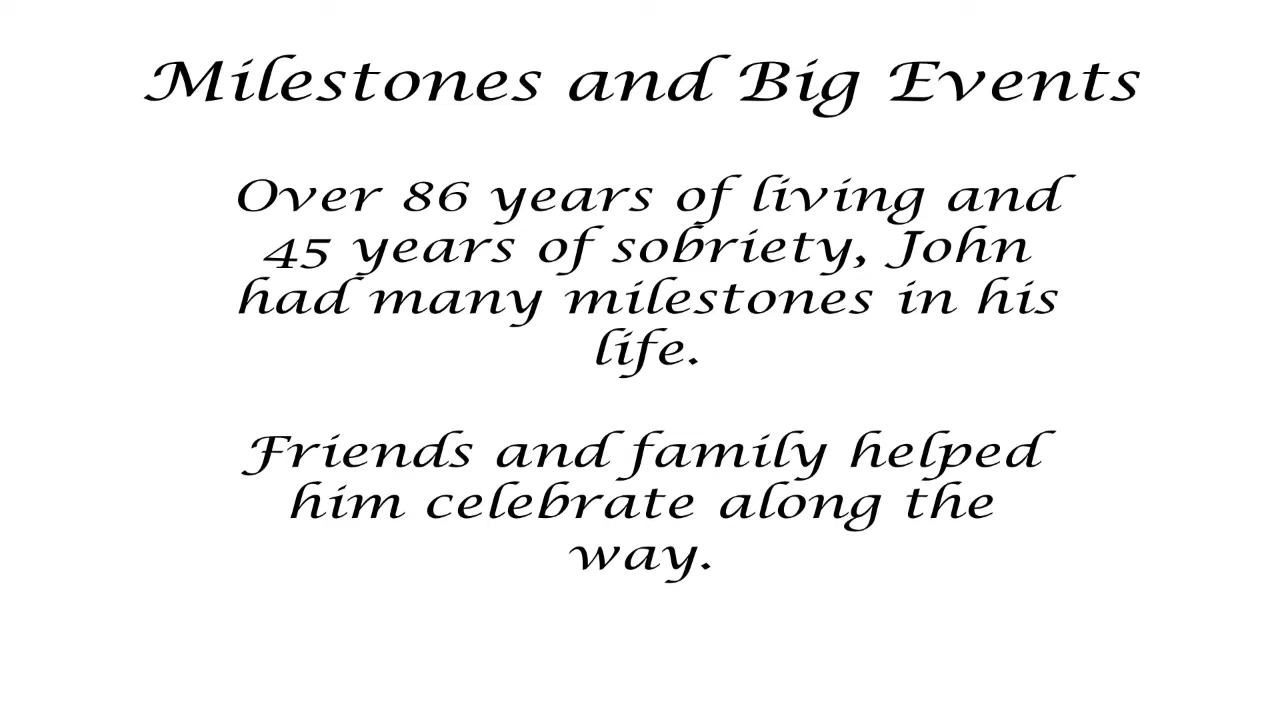 Milestones and Big Events
Over 86 years of living and
45 years of sobriety, John
had many milestones in his
life.
Friends and family helped
him celebrate along the
way.